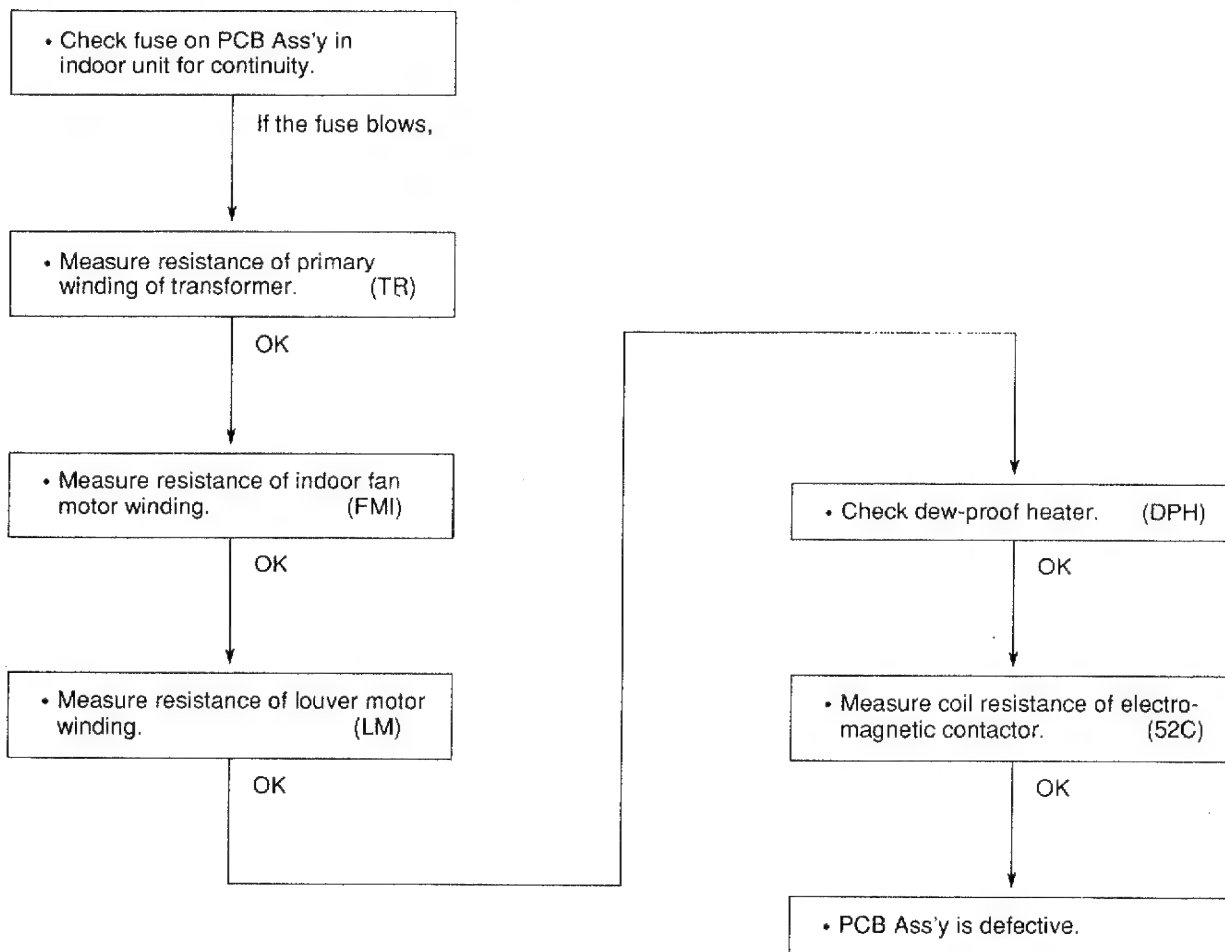 • Check fuse on PCB Ass'y in
indoor unit for continuity.
If the fuse blows,
• Measure resistance of primary
winding of transformer. (TR)
OK
• Measure resistance of indoor fan
motor winding. (FMI)
OK
• Measure resistance of louver motor
winding. (LM)
OK
• Check dew-proof heater. (DPH)
OK
• Measure coil resistance of electro-
magnetic contactor. (52C)
OK
• PCB Ass'y is defective.